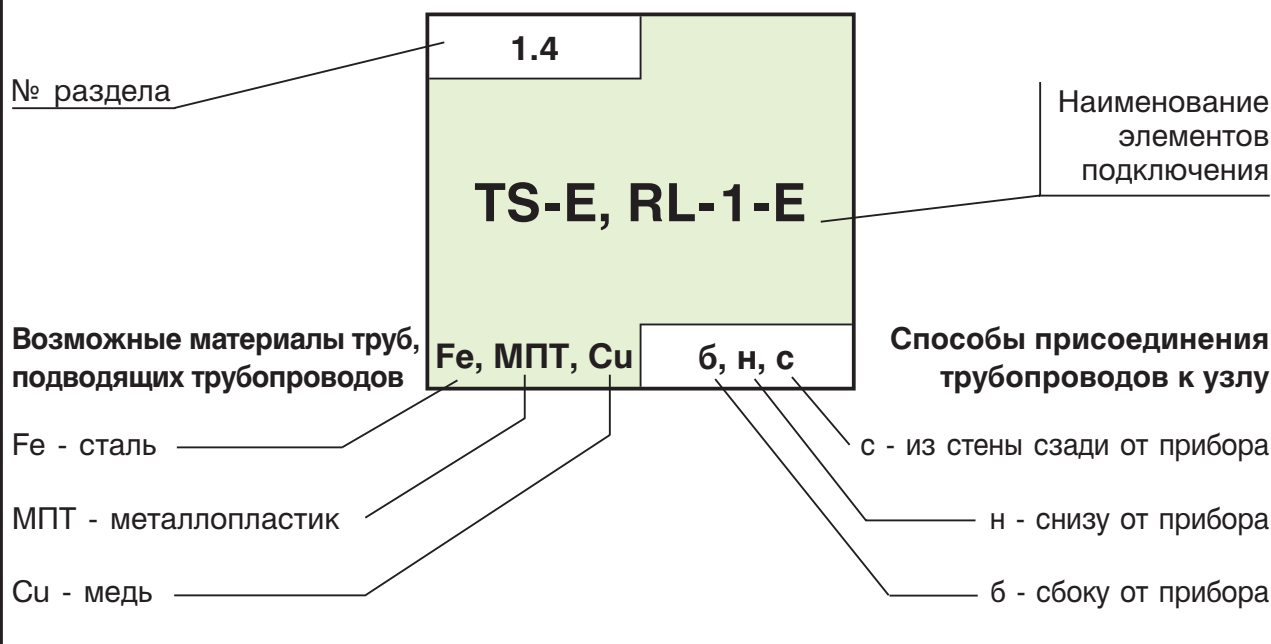 1.4
№ раздела
Наименование
элементов
подключения
TS-E, RL-1-E
Возможные материалы труб,
подводящих трубопроводов
Fe, МПТ, Cu
б, н, с
Способы присоединения
трубопроводов к узлу
Fe - сталь
с - из стены сзади от прибора
МПТ - металлопластик
н - снизу от прибора
Cu - медь
б - сбоку от прибора